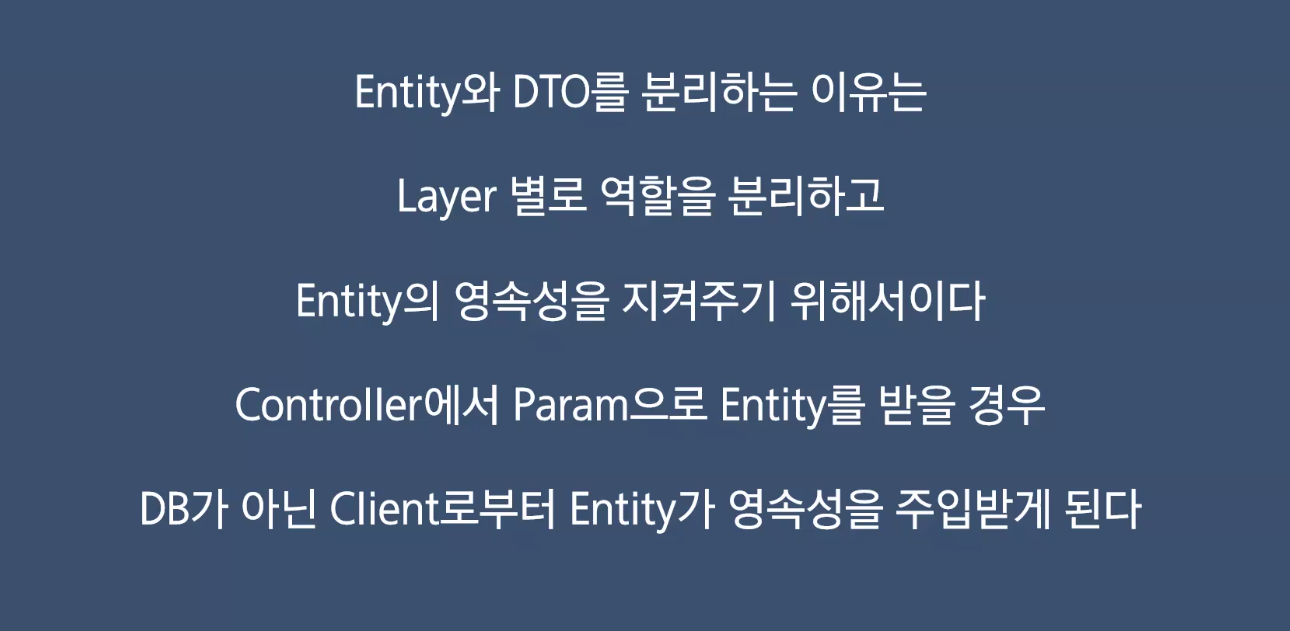 Entity와 DTO를 분리하는 이유는
Layer 별로 역할을 분리하고
Entity의 영속성을 지켜주기 위해서이다
Controller에서 Param으로 Entity를 받을 경우
DB가 아닌 Client로부터 Entity가 영속성을 주입받게 된다